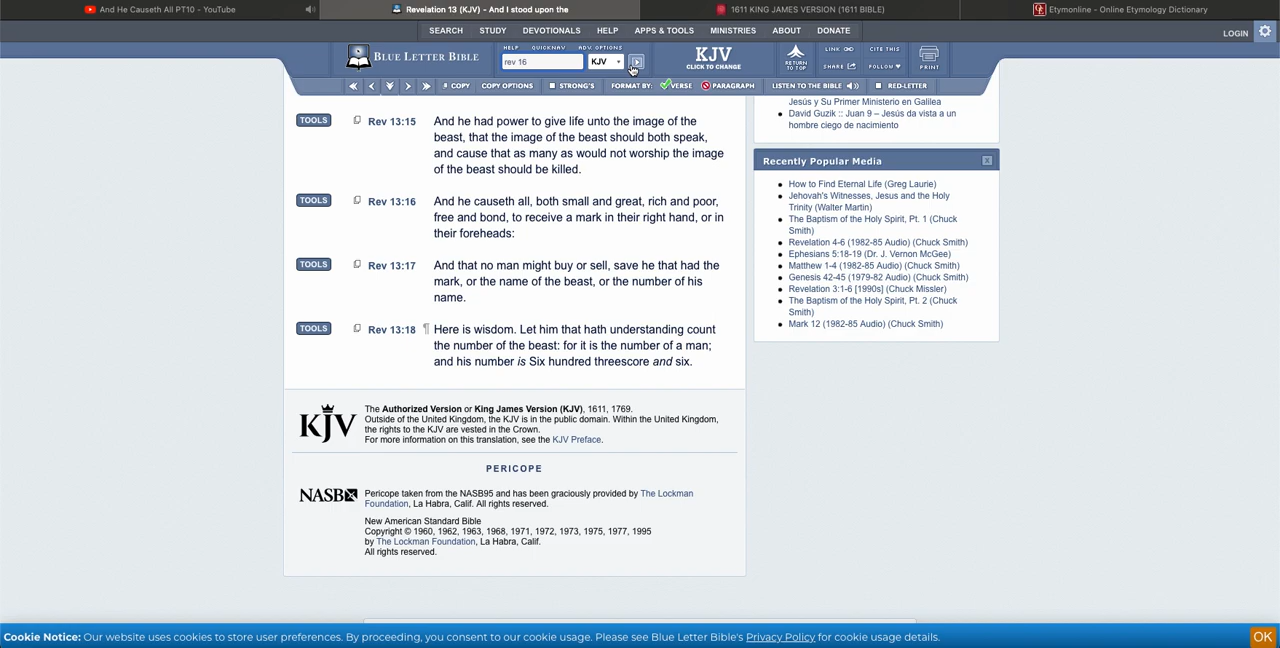 And He Causeth All PT10 - YouTube
Revelation 13 (KJV) - And I stood upon the
1611 KING JAMES VERSION (1611 BIBLE)
Etymonline - Online Etymology Dictionary
SEARCH STUDY DEVOTIONALS HELP APPS & TOOLS MINISTRIES ABOUT DONATE
LOGIN
BLUE LETTER BIBLE
HELP QUICKNAV ADV. OPTIONS
rev 16 KJV
KJV
CLICK TO CHANGE
RETURN
TO TOP
LINK CITE THIS
SHARE FOLLOW
PRINT
COPY COPY OPTIONS STRONG'S FORMAT BY: VERSE PARAGRAPH LISTEN TO THE BIBLE RED-LETTER
TOOLS Rev 13:15 And he had power to give life unto the image of the
beast, that the image of the beast should both speak,
and cause that as many as would not worship the image
of the beast should be killed.
TOOLS Rev 13:16 And he causeth all, both small and great, rich and poor,
free and bond, to receive a mark in their right hand, or in
their foreheads:
TOOLS Rev 13:17 And that no man might buy or sell, save he that had the
mark, or the name of the beast, or the number of his
name.
TOOLS Rev 13:18 ¶ Here is wisdom. Let him that hath understanding count
the number of the beast: for it is the number of a man;
and his number is Six hundred threescore and six.
KJV
The Authorized Version or King James Version (KJV), 1611, 1769.
Outside of the United Kingdom, the KJV is in the public domain. Within the United Kingdom,
the rights to the KJV are vested in the Crown.
For more information on this translation, see the KJV Preface.
PERICOPE
NASB
Pericope taken from the NASB95 and has been graciously provided by The Lockman
Foundation, La Habra, Calif. All rights reserved.
New American Standard Bible
Copyright © 1960, 1962, 1963, 1968, 1971, 1972, 1973, 1975, 1977, 1995
by The Lockman Foundation, La Habra, Calif.
All rights reserved.
Jesús y Su Primer Ministerio en Galilea
David Guzik :: Juan 9 – Jesús da vista a un
hombre ciego de nacimiento
Recently Popular Media
How to Find Eternal Life (Greg Laurie)
Jehovah's Witnesses, Jesus and the Holy
Trinity (Walter Martin)
The Baptism of the Holy Spirit, Pt. 1 (Chuck
Smith)
Revelation 4-6 (1982-85 Audio) (Chuck Smith)
Ephesians 5:18-19 (Dr. J. Vernon McGee)
Matthew 1-4 (1982-85 Audio) (Chuck Smith)
Genesis 42-45 (1979-82 Audio) (Chuck Smith)
Revelation 3:1-6 [1990s] (Chuck Missler)
The Baptism of the Holy Spirit, Pt. 2 (Chuck
Smith)
Mark 12 (1982-85 Audio) (Chuck Smith)
Cookie Notice: Our website uses cookies to store user preferences. By proceeding, you consent to our cookie usage. Please see Blue Letter Bible's Privacy Policy for cookie usage details.
OK